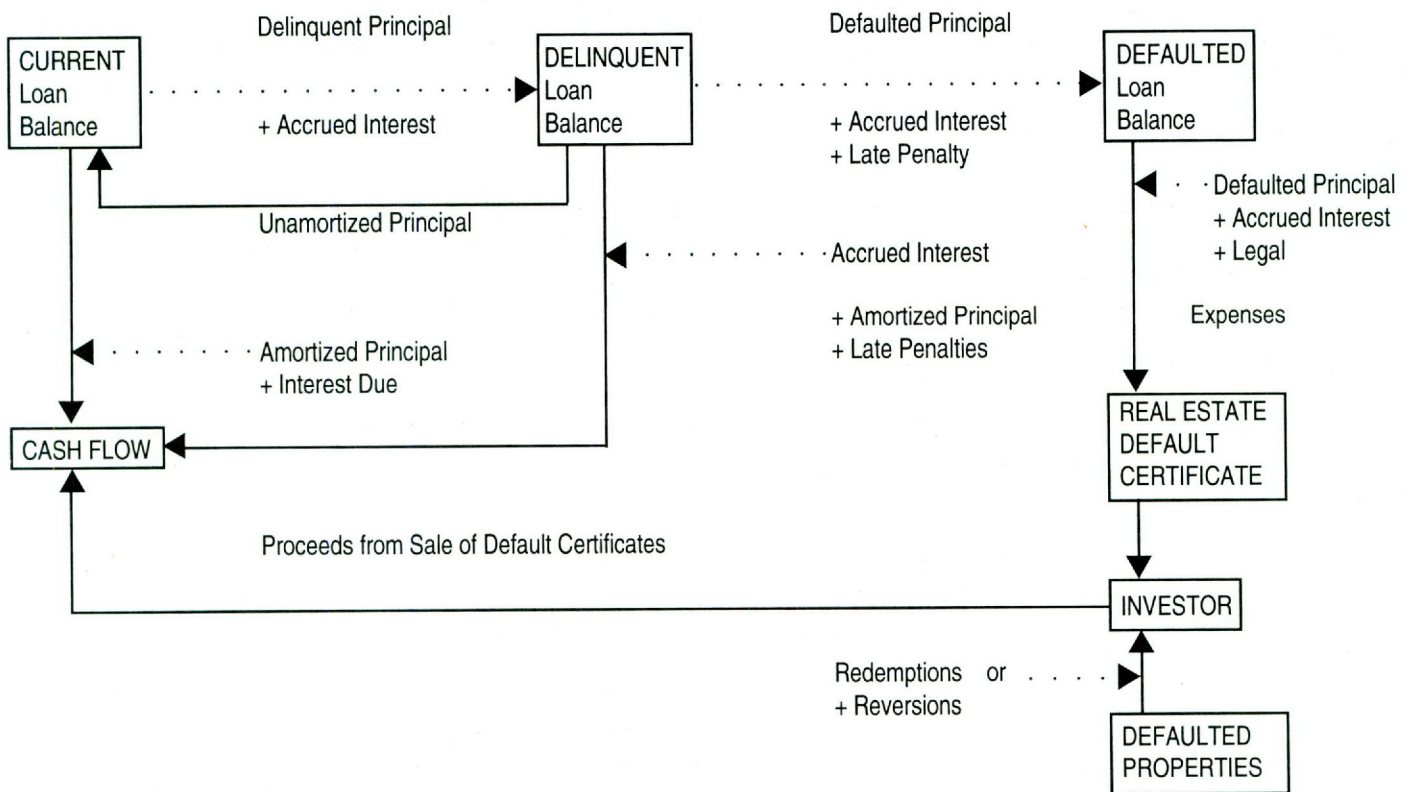 Delinquent Principal
Defaulted Principal
CURRENT
Loan
Balance
+ Accrued Interest
DELINQUENT
Loan
Balance
+ Accrued Interest
+ Late Penalty
DEFAULTED
Loan
Balance
Defaulted Principal
+ Accrued Interest
+ Legal
Expenses
Unamortized Principal
Accrued Interest
+ Amortized Principal
+ Late Penalties
Amortized Principal
+ Interest Due
CASH FLOW
REAL ESTATE
DEFAULT
CERTIFICATE
Proceeds from Sale of Default Certificates
INVESTOR
Redemptions or
+ Reversions
DEFAULTED
PROPERTIES